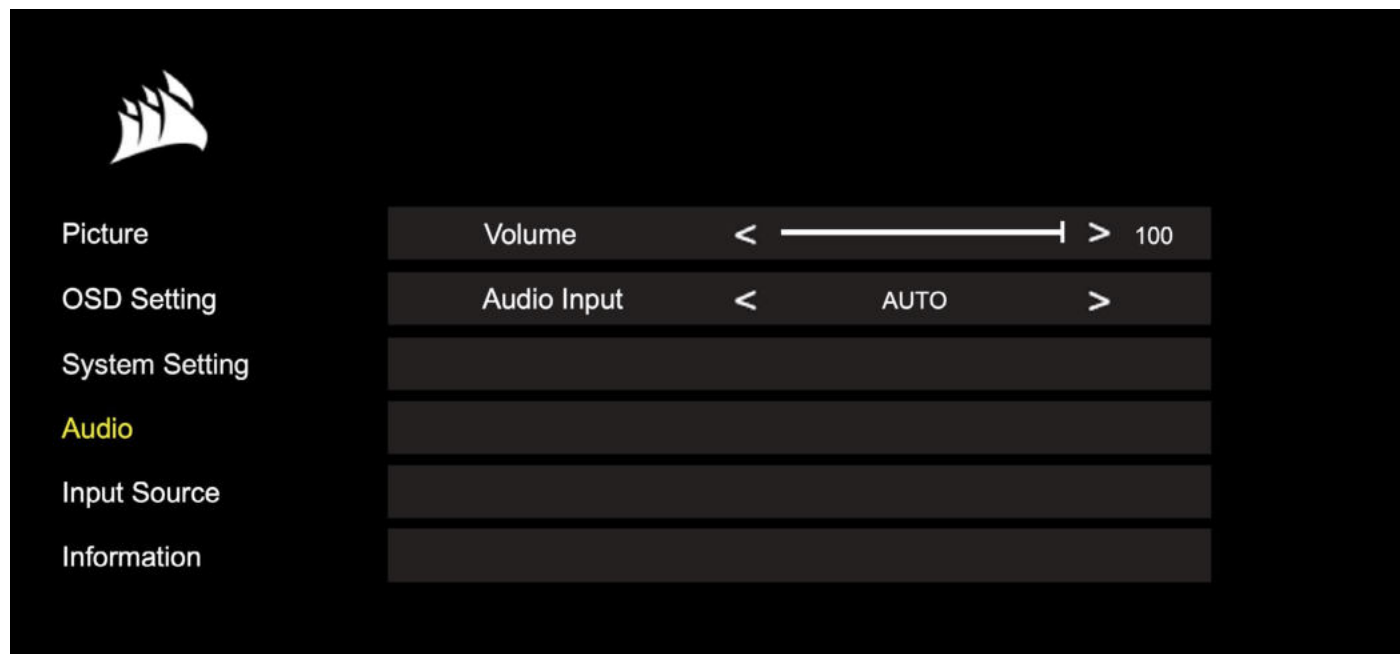 Picture Volume < > 100
OSD Setting Audio Input < AUTO >
System Setting
Audio
Input Source
Information